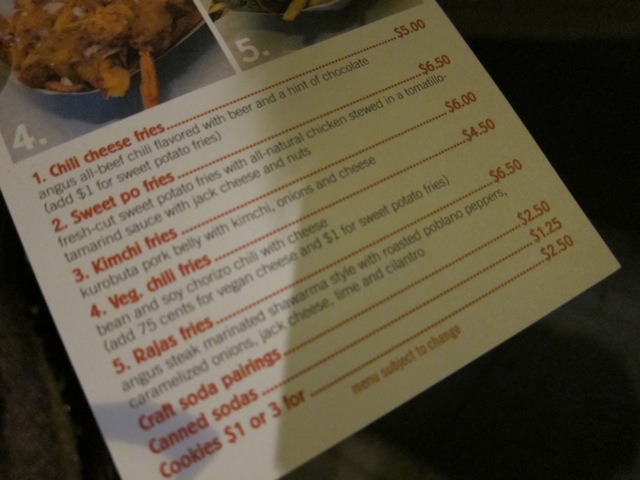 4.
5.
1. Chili cheese fries $5.00
angus all-beef chili flavored with beer and a hint of chocolate
(add $1 for sweet potato fries)
2. Sweet po fries $6.50
fresh-cut sweet potato fries with all-natural chicken stewed in a tomatillo-
tamarind sauce with jack cheese and nuts
3. Kimchi fries $6.00
kurobuta pork belly with kimchi, onions and cheese
4. Veg. chili fries $4.50
bean and soy chorizo chili with cheese
(add 75 cents for vegan cheese and $1 for sweet potato fries)
5. Rajas fries $6.50
angus steak marinated shawarma style with roasted poblano peppers,
caramelized onions, jack cheese, lime and cilantro
Craft soda pairings $2.50
Canned sodas $1.25
Cookies $1 or 3 for $2.50
menu subject to change